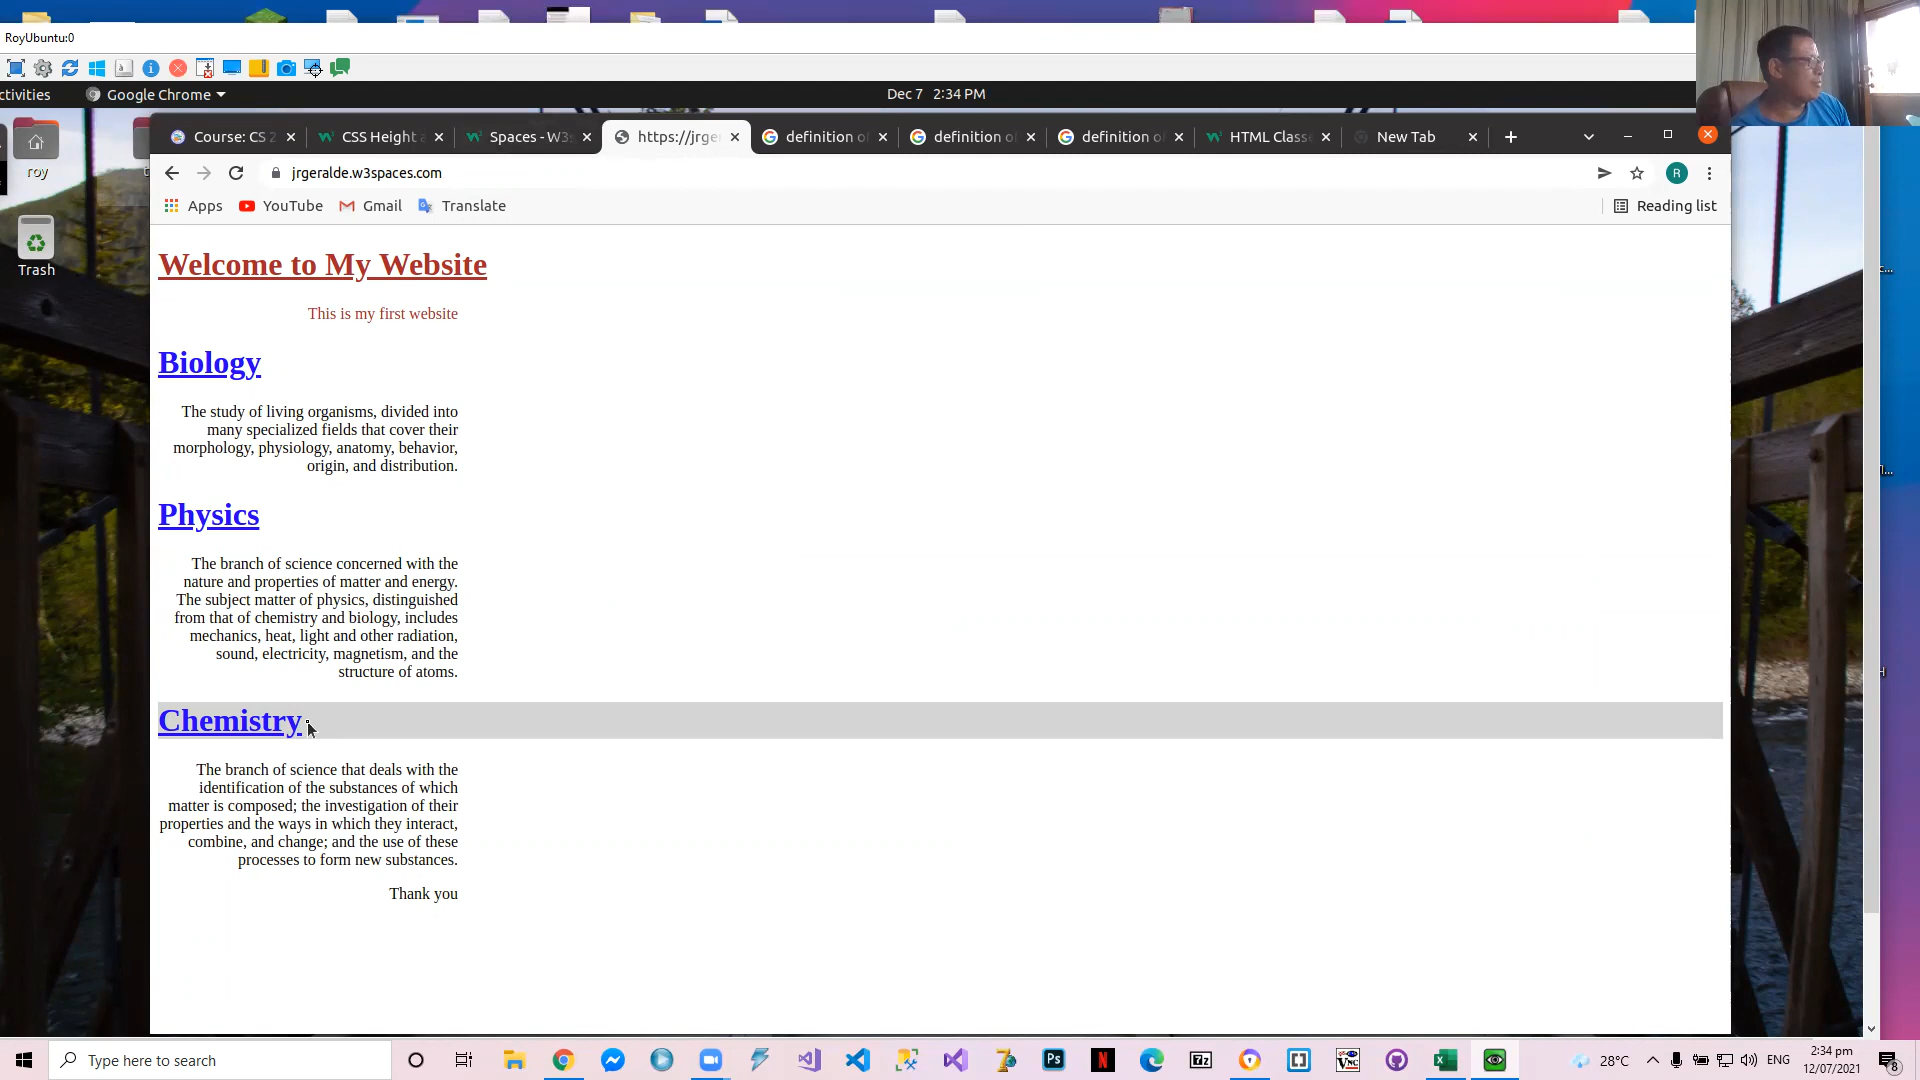 RoyUbuntu:0
ctivities
Google Chrome
Dec 7 2:34 PM
Course: CS 2
CSS Height a
Spaces - W3
https://jrge
definition o
definition o
definition o
HTML Classe
New Tab
jrgeralde.w3spaces.com
R
Apps
YouTube
Gmail
Translate
Reading list
roy
Trash
Welcome to My Website
This is my first website
Biology
The study of living organisms, divided into
many specialized fields that cover their
morphology, physiology, anatomy, behavior,
origin, and distribution.
Physics
The branch of science concerned with the
nature and properties of matter and energy.
The subject matter of physics, distinguished
from that of chemistry and biology, includes
mechanics, heat, light and other radiation,
sound, electricity, magnetism, and the
structure of atoms.
Chemistry
The branch of science that deals with the
identification of the substances of which
matter is composed; the investigation of their
properties and the ways in which they interact,
combine, and change; and the use of these
processes to form new substances.
Thank you
Type here to search
Ps
N
7z
28°C
ENG
2:34 pm
12/07/2021
8